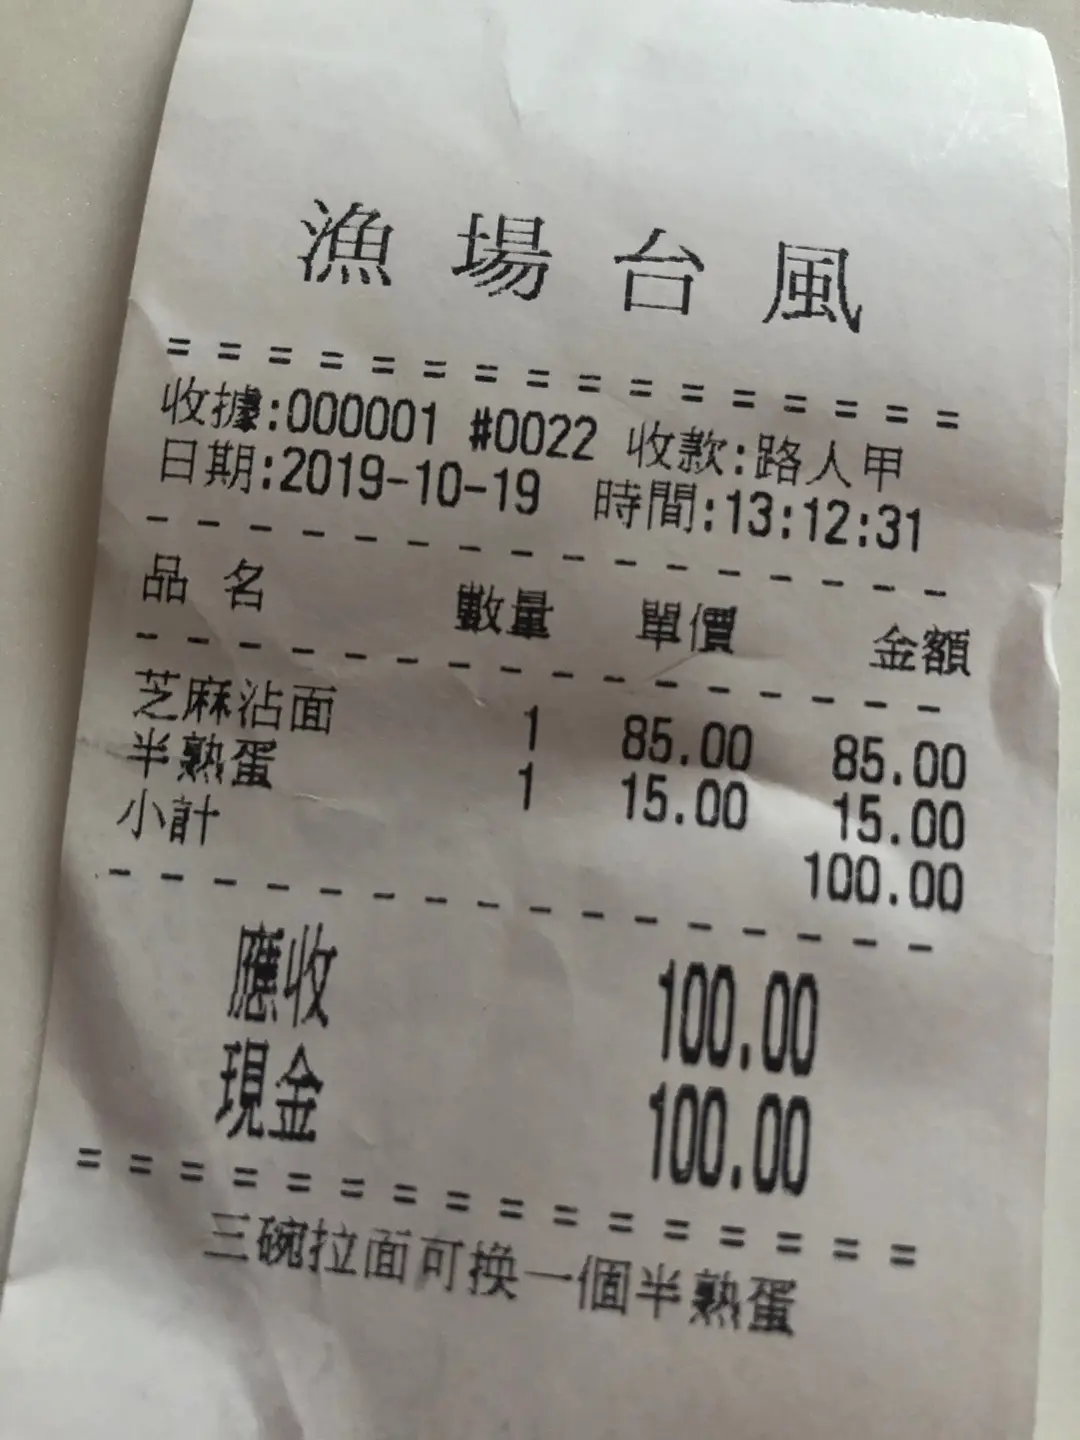 漁場台風
= = = = = = = = = = = = = = = =
收據:000001 #0022 收款:路人甲
日期:2019-10-19 時間:13:12:31
- - - - - - - - - - - - - - - -
品 名 數量 單價 金額
- - - - - - - - - - - - - - - -
芝麻沾面 1 85.00 85.00
半熟蛋 1 15.00 15.00
小計 100.00
- - - - - - - - - - - - - - - -
應收 100.00
現金 100.00
= = = = = = = = = = = = = = = =
三碗拉面可換一個半熟蛋